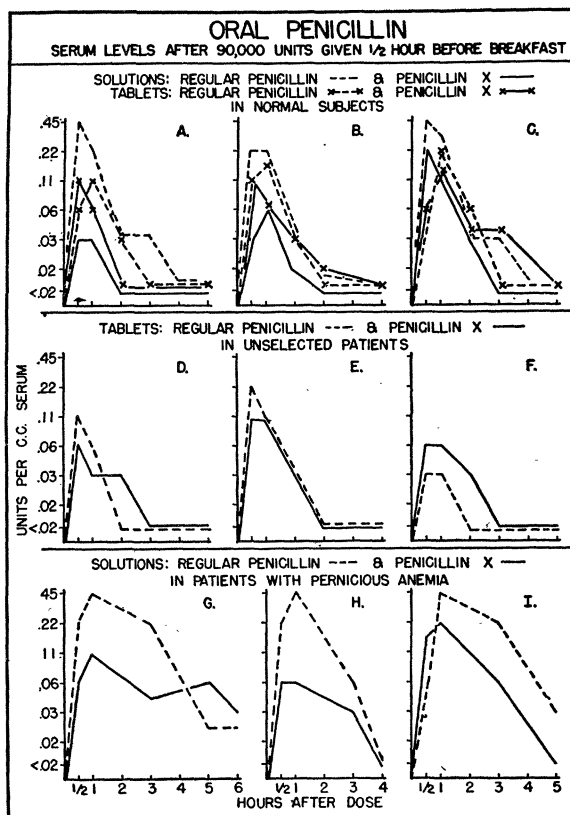 ORAL PENICILLIN
SERUM LEVELS AFTER 90,000 UNITS GIVEN 1/2 HOUR BEFORE BREAKFAST
SOLUTIONS: REGULAR PENICILLIN --- & PENICILLIN X —
TABLETS: REGULAR PENICILLIN x--x--x & PENICILLIN X x—x
IN NORMAL SUBJECTS
A. B. C.
.45
.22
.11
.06
.03
.02
<.02
TABLETS: REGULAR PENICILLIN --- & PENICILLIN X —
IN UNSELECTED PATIENTS
D. E. F.
UNITS PER C.C. SERUM
.45
.22
.11
.06
.03
.02
<.02
SOLUTIONS: REGULAR PENICILLIN --- & PENICILLIN X —
IN PATIENTS WITH PERNICIOUS ANEMIA
G. H. I.
.45
.22
.11
.06
.03
.02
<.02
1/2 1 2 3 4 5 6 1/2 1 2 3 4 1/2 1 2 3 4 5
HOURS AFTER DOSE